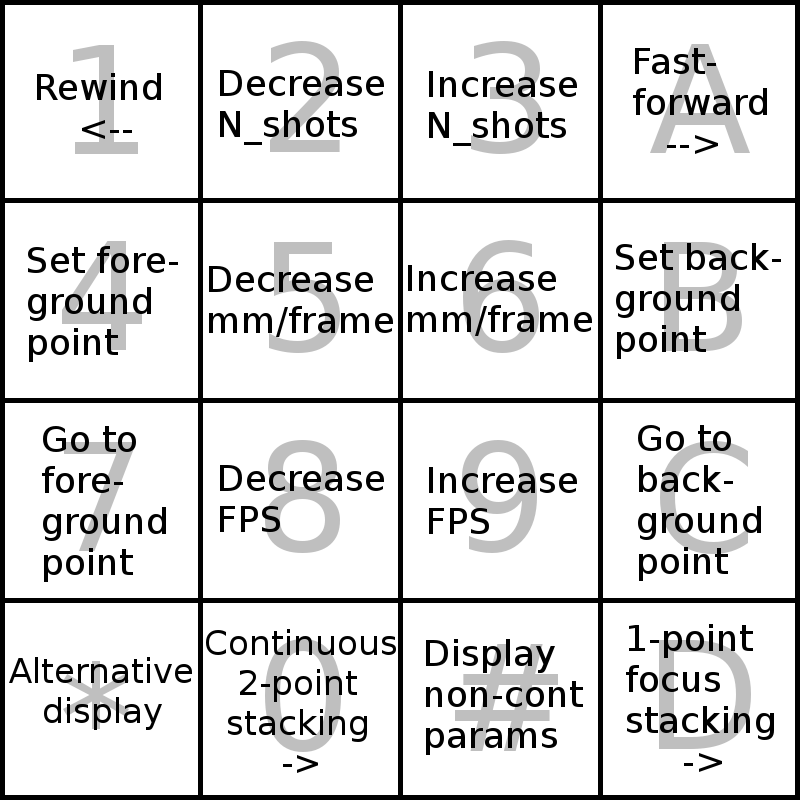 1
Rewind
<--
2
Decrease
N_shots
3
Increase
N_shots
A
Fast-
forward
-->
4
Set fore-
ground
point
5
Decrease
mm/frame
6
Increase
mm/frame
B
Set back-
ground
point
7
Go to
fore-
ground
point
8
Decrease
FPS
9
Increase
FPS
C
Go to
back-
ground
point
*
Alternative
display
0
Continuous
2-point
stacking
->
#
Display
non-cont
params
D
1-point
focus
stacking
->